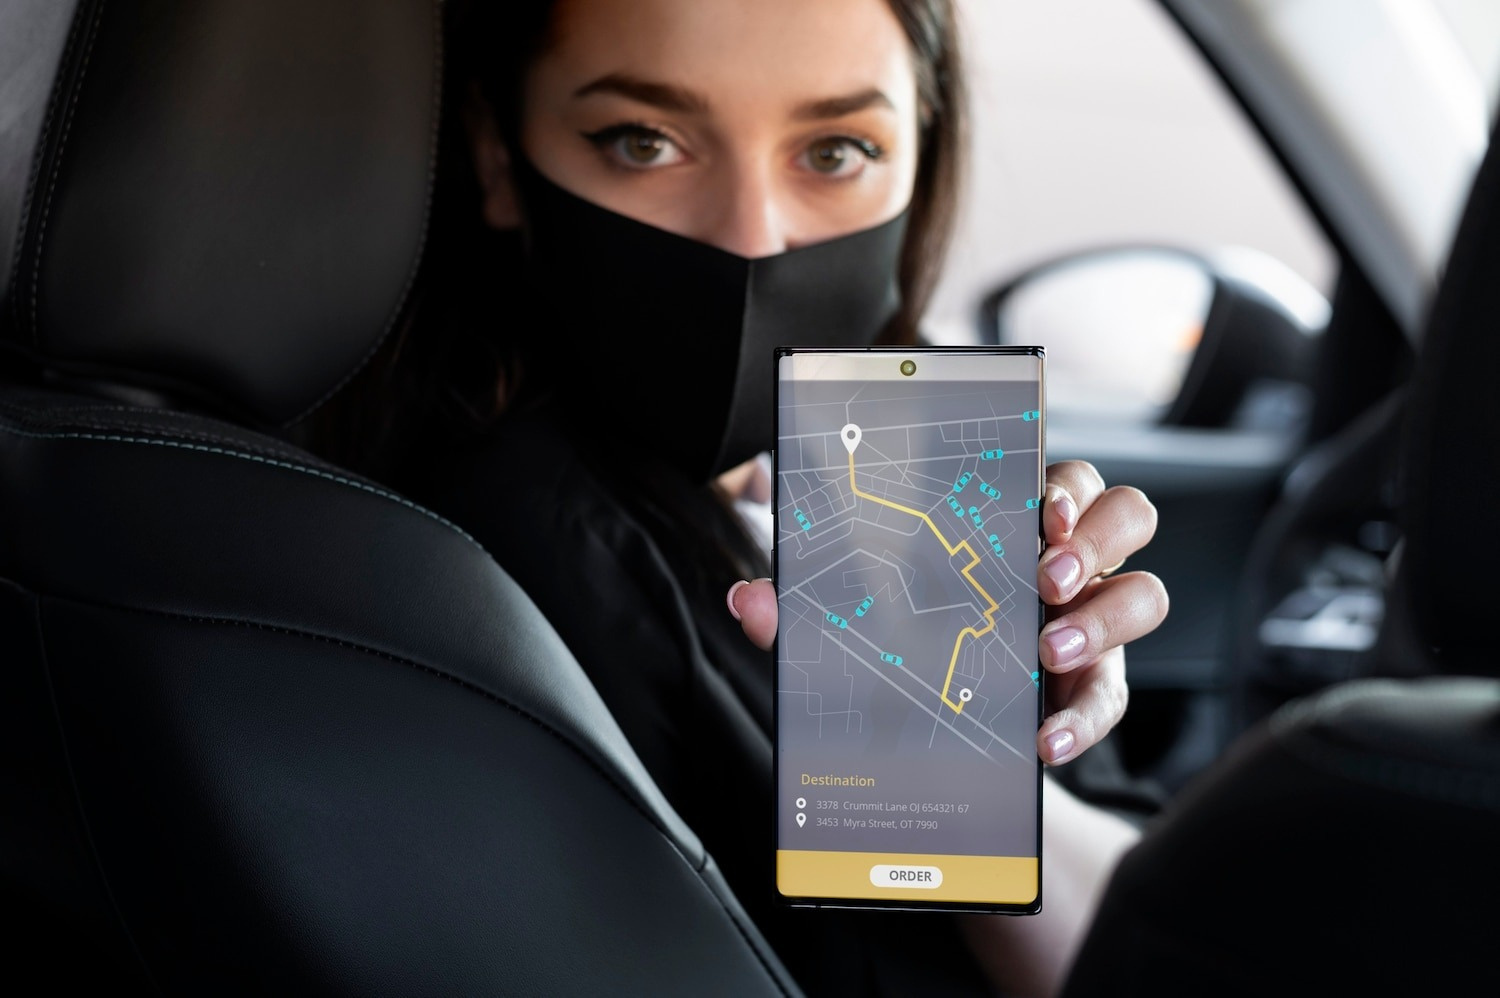 Destination
3378 Crummit Lane OJ 654321 67
3453 Myra Street, OT 7990
ORDER